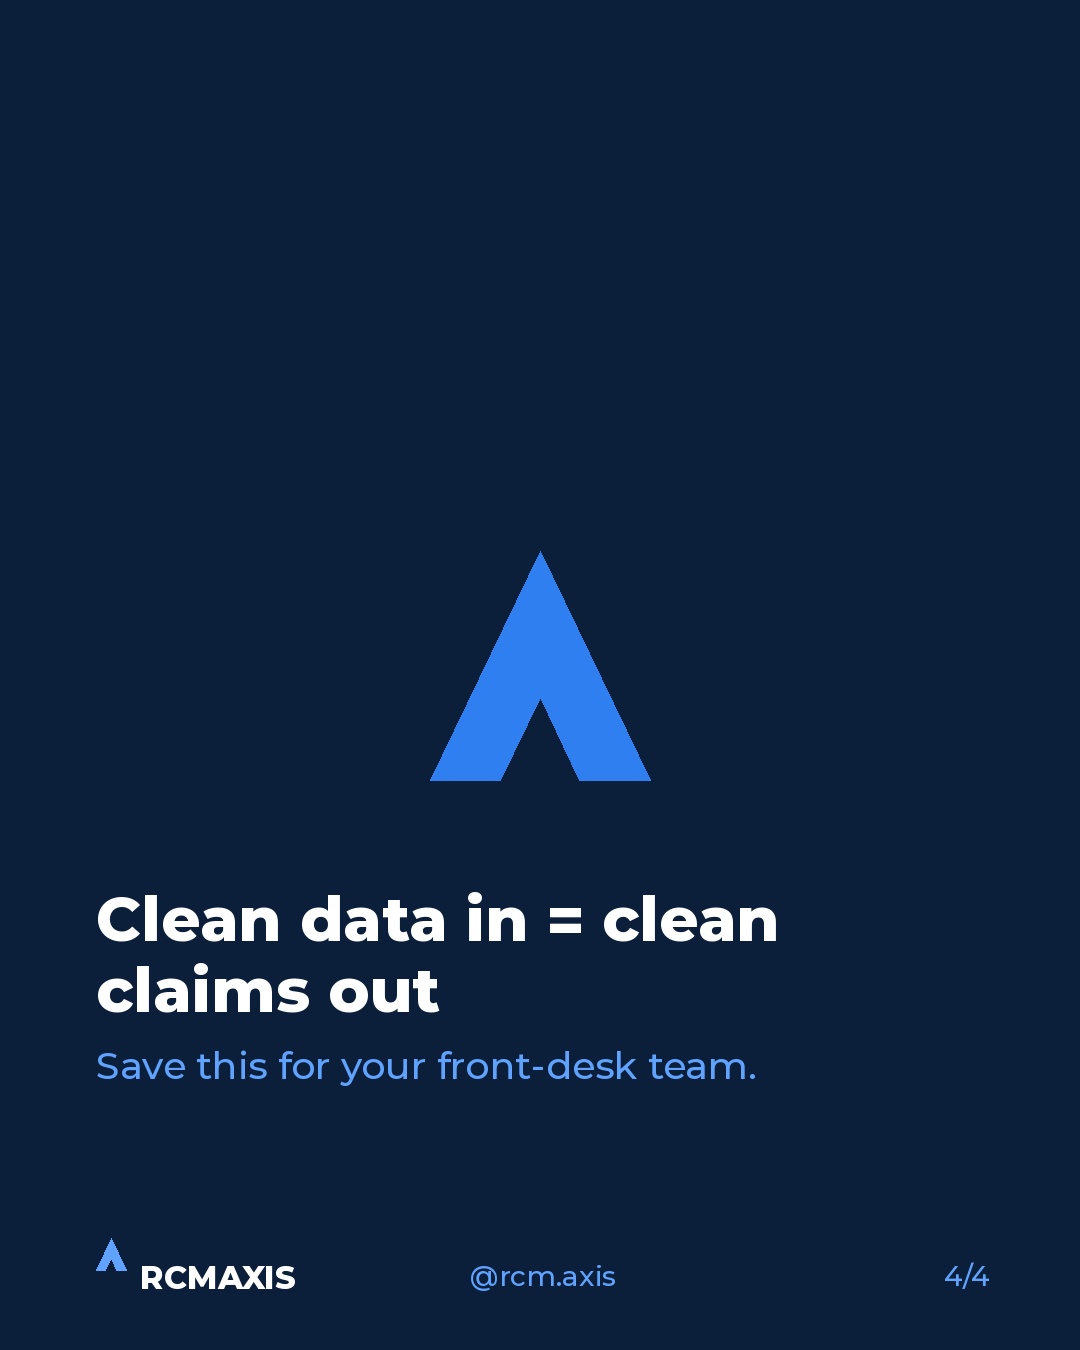 Clean data in = clean
claims out
Save this for your front-desk team.
RCMAXIS
@rcm.axis
4/4